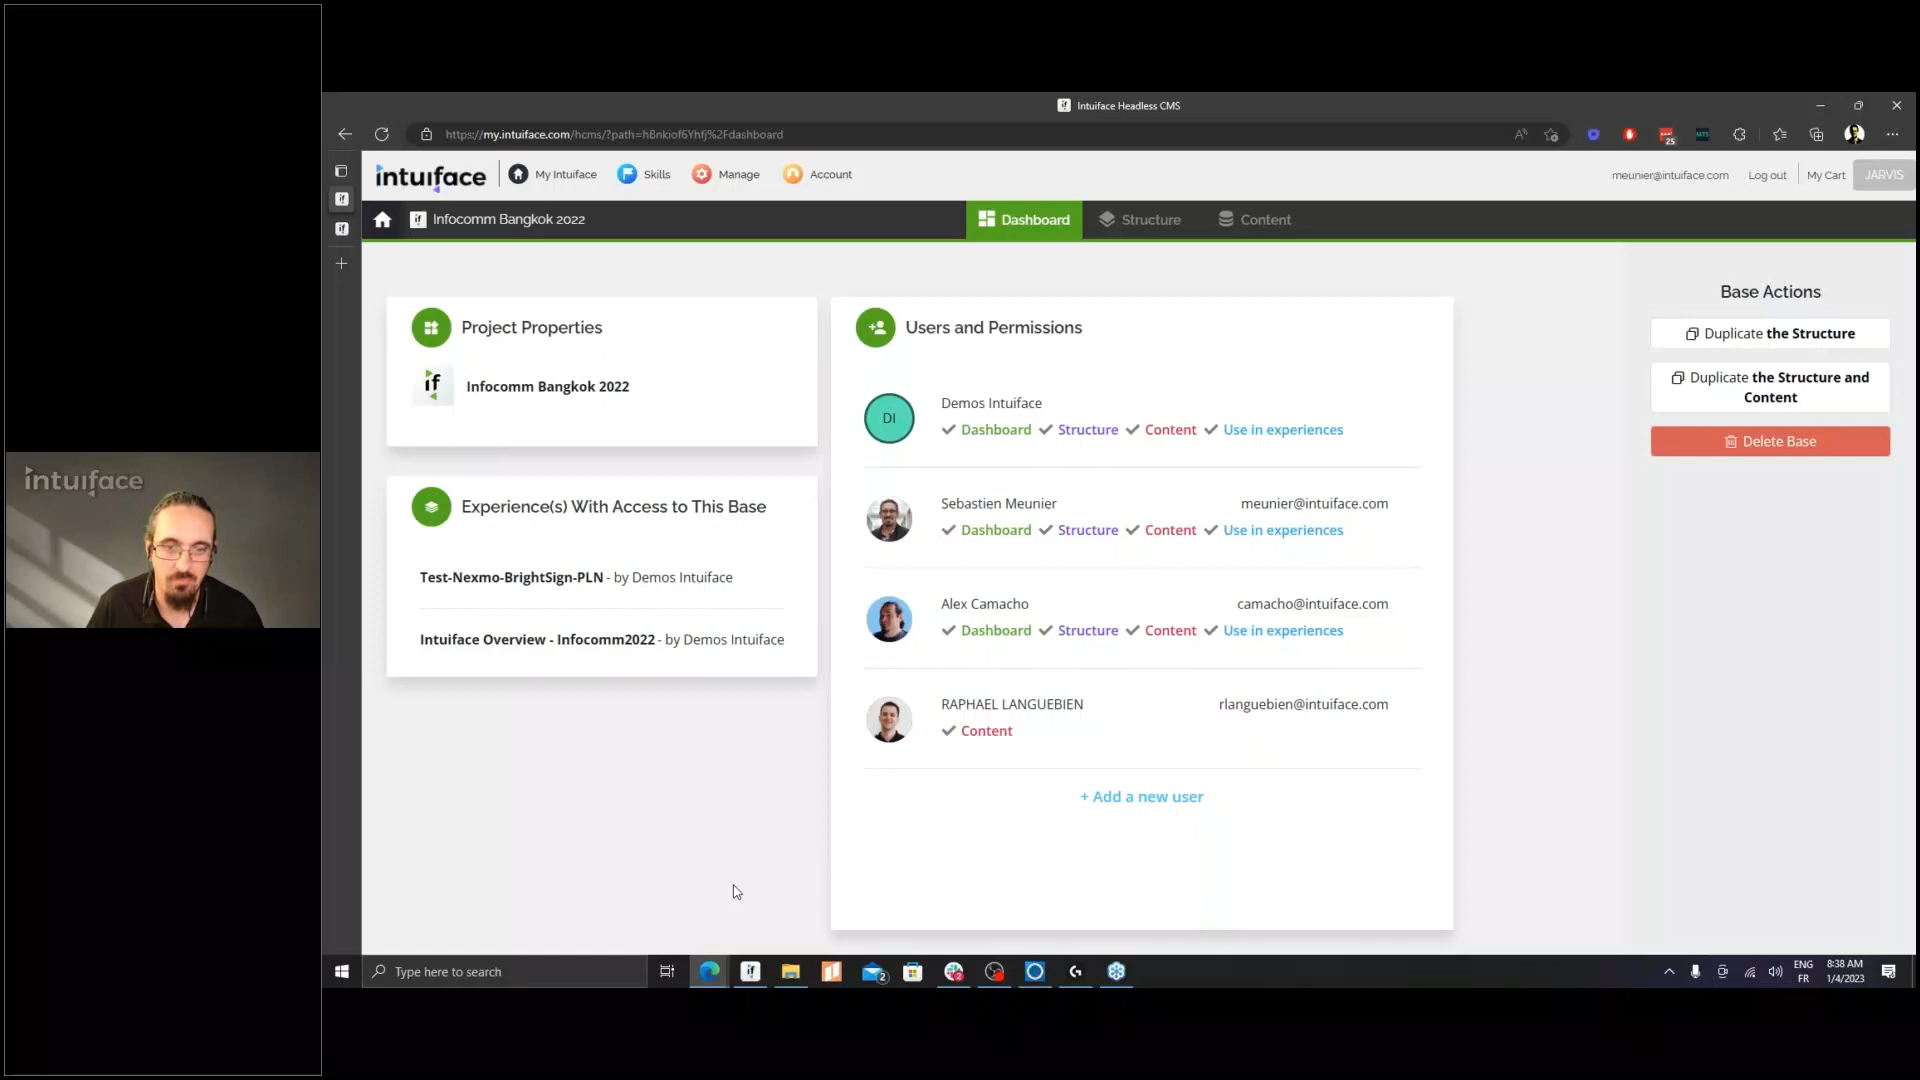 intuiface
Intuiface Headless CMS
https://my.intuiface.com/hcms/?path=hBnkiof6Yhfj%2Fdashboard
25
intuiface
My Intuiface
Skills
Manage
Account
meunier@intuiface.com
Log out
My Cart
JARVIS
Infocomm Bangkok 2022
Dashboard
Structure
Content
Project Properties
if
Infocomm Bangkok 2022
Experience(s) With Access to This Base
Test-Nexmo-BrightSign-PLN - by Demos Intuiface
Intuiface Overview - Infocomm2022 - by Demos Intuiface
Users and Permissions
DI
Demos Intuiface
Dashboard Structure Content Use in experiences
Sebastien Meunier meunier@intuiface.com
Dashboard Structure Content Use in experiences
Alex Camacho camacho@intuiface.com
Dashboard Structure Content Use in experiences
RAPHAEL LANGUEBIEN rlanguebien@intuiface.com
Content
+ Add a new user
Base Actions
Duplicate the Structure
Duplicate the Structure and
Content
Delete Base
Type here to search
2
2
ENG
FR
8:38 AM
1/4/2023